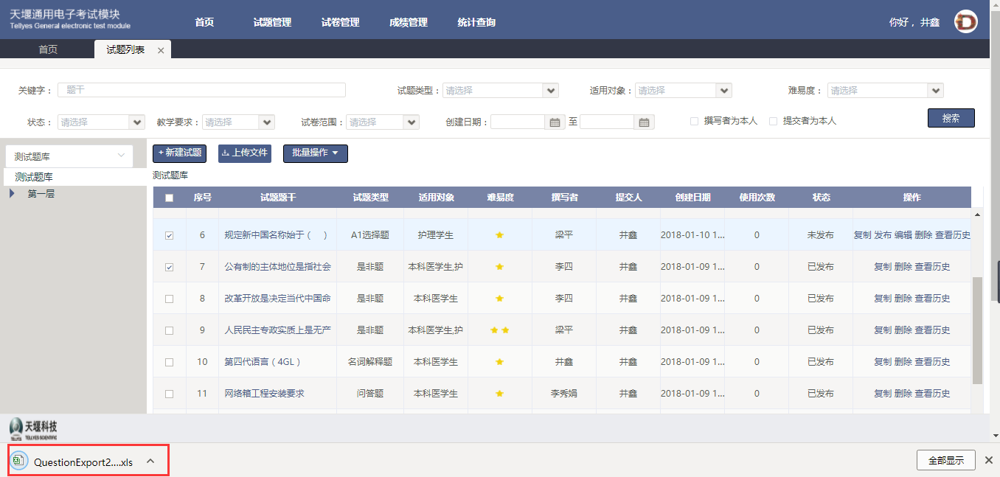 天堰通用电子考试模块
Tellyes General electronic test module
首页 试题管理 试卷管理 成绩管理 统计查询 你好，井鑫
首页 试题列表 ×
关键字： 题干 试题类型： 请选择 适用对象： 请选择 难易度： 请选择
状态： 请选择 教学要求： 请选择 试卷范围： 请选择 创建日期： 至 撰写者为本人 提交者为本人 搜索
测试题库
测试题库
第一层
+ 新建试题 上传文件 批量操作
测试题库
序号 试题题干 试题类型 适用对象 难易度 撰写者 提交人 创建日期 使用次数 状态 操作
6 规定新中国名称始于（ ） A1选择题 护理学生 ★ 梁平 井鑫 2018-01-10 1... 0 未发布 复制 发布 编辑 删除 查看历史
7 公有制的主体地位是指社会 是非题 本科医学生,护 ★ 李四 井鑫 2018-01-09 1... 0 已发布 复制 删除 查看历史
8 改革开放是决定当代中国命 是非题 本科医学生 ★ 李四 井鑫 2018-01-09 1... 0 已发布 复制 删除 查看历史
9 人民民主专政实质上是无产 是非题 本科医学生,护 ★★ 梁平 井鑫 2018-01-09 1... 0 已发布 复制 删除 查看历史
10 第四代语言（4GL） 名词解释题 本科医学生 ★ 井鑫 井鑫 2018-01-09 1... 0 已发布 复制 删除 查看历史
11 网络箱工程安装要求 问答题 本科医学生 ★ 李秀娟 井鑫 2018-01-09 1... 0 已发布 复制 删除 查看历史
天堰科技
TELLYES SCIENTIFIC
QuestionExport2....xls 全部显示 ×